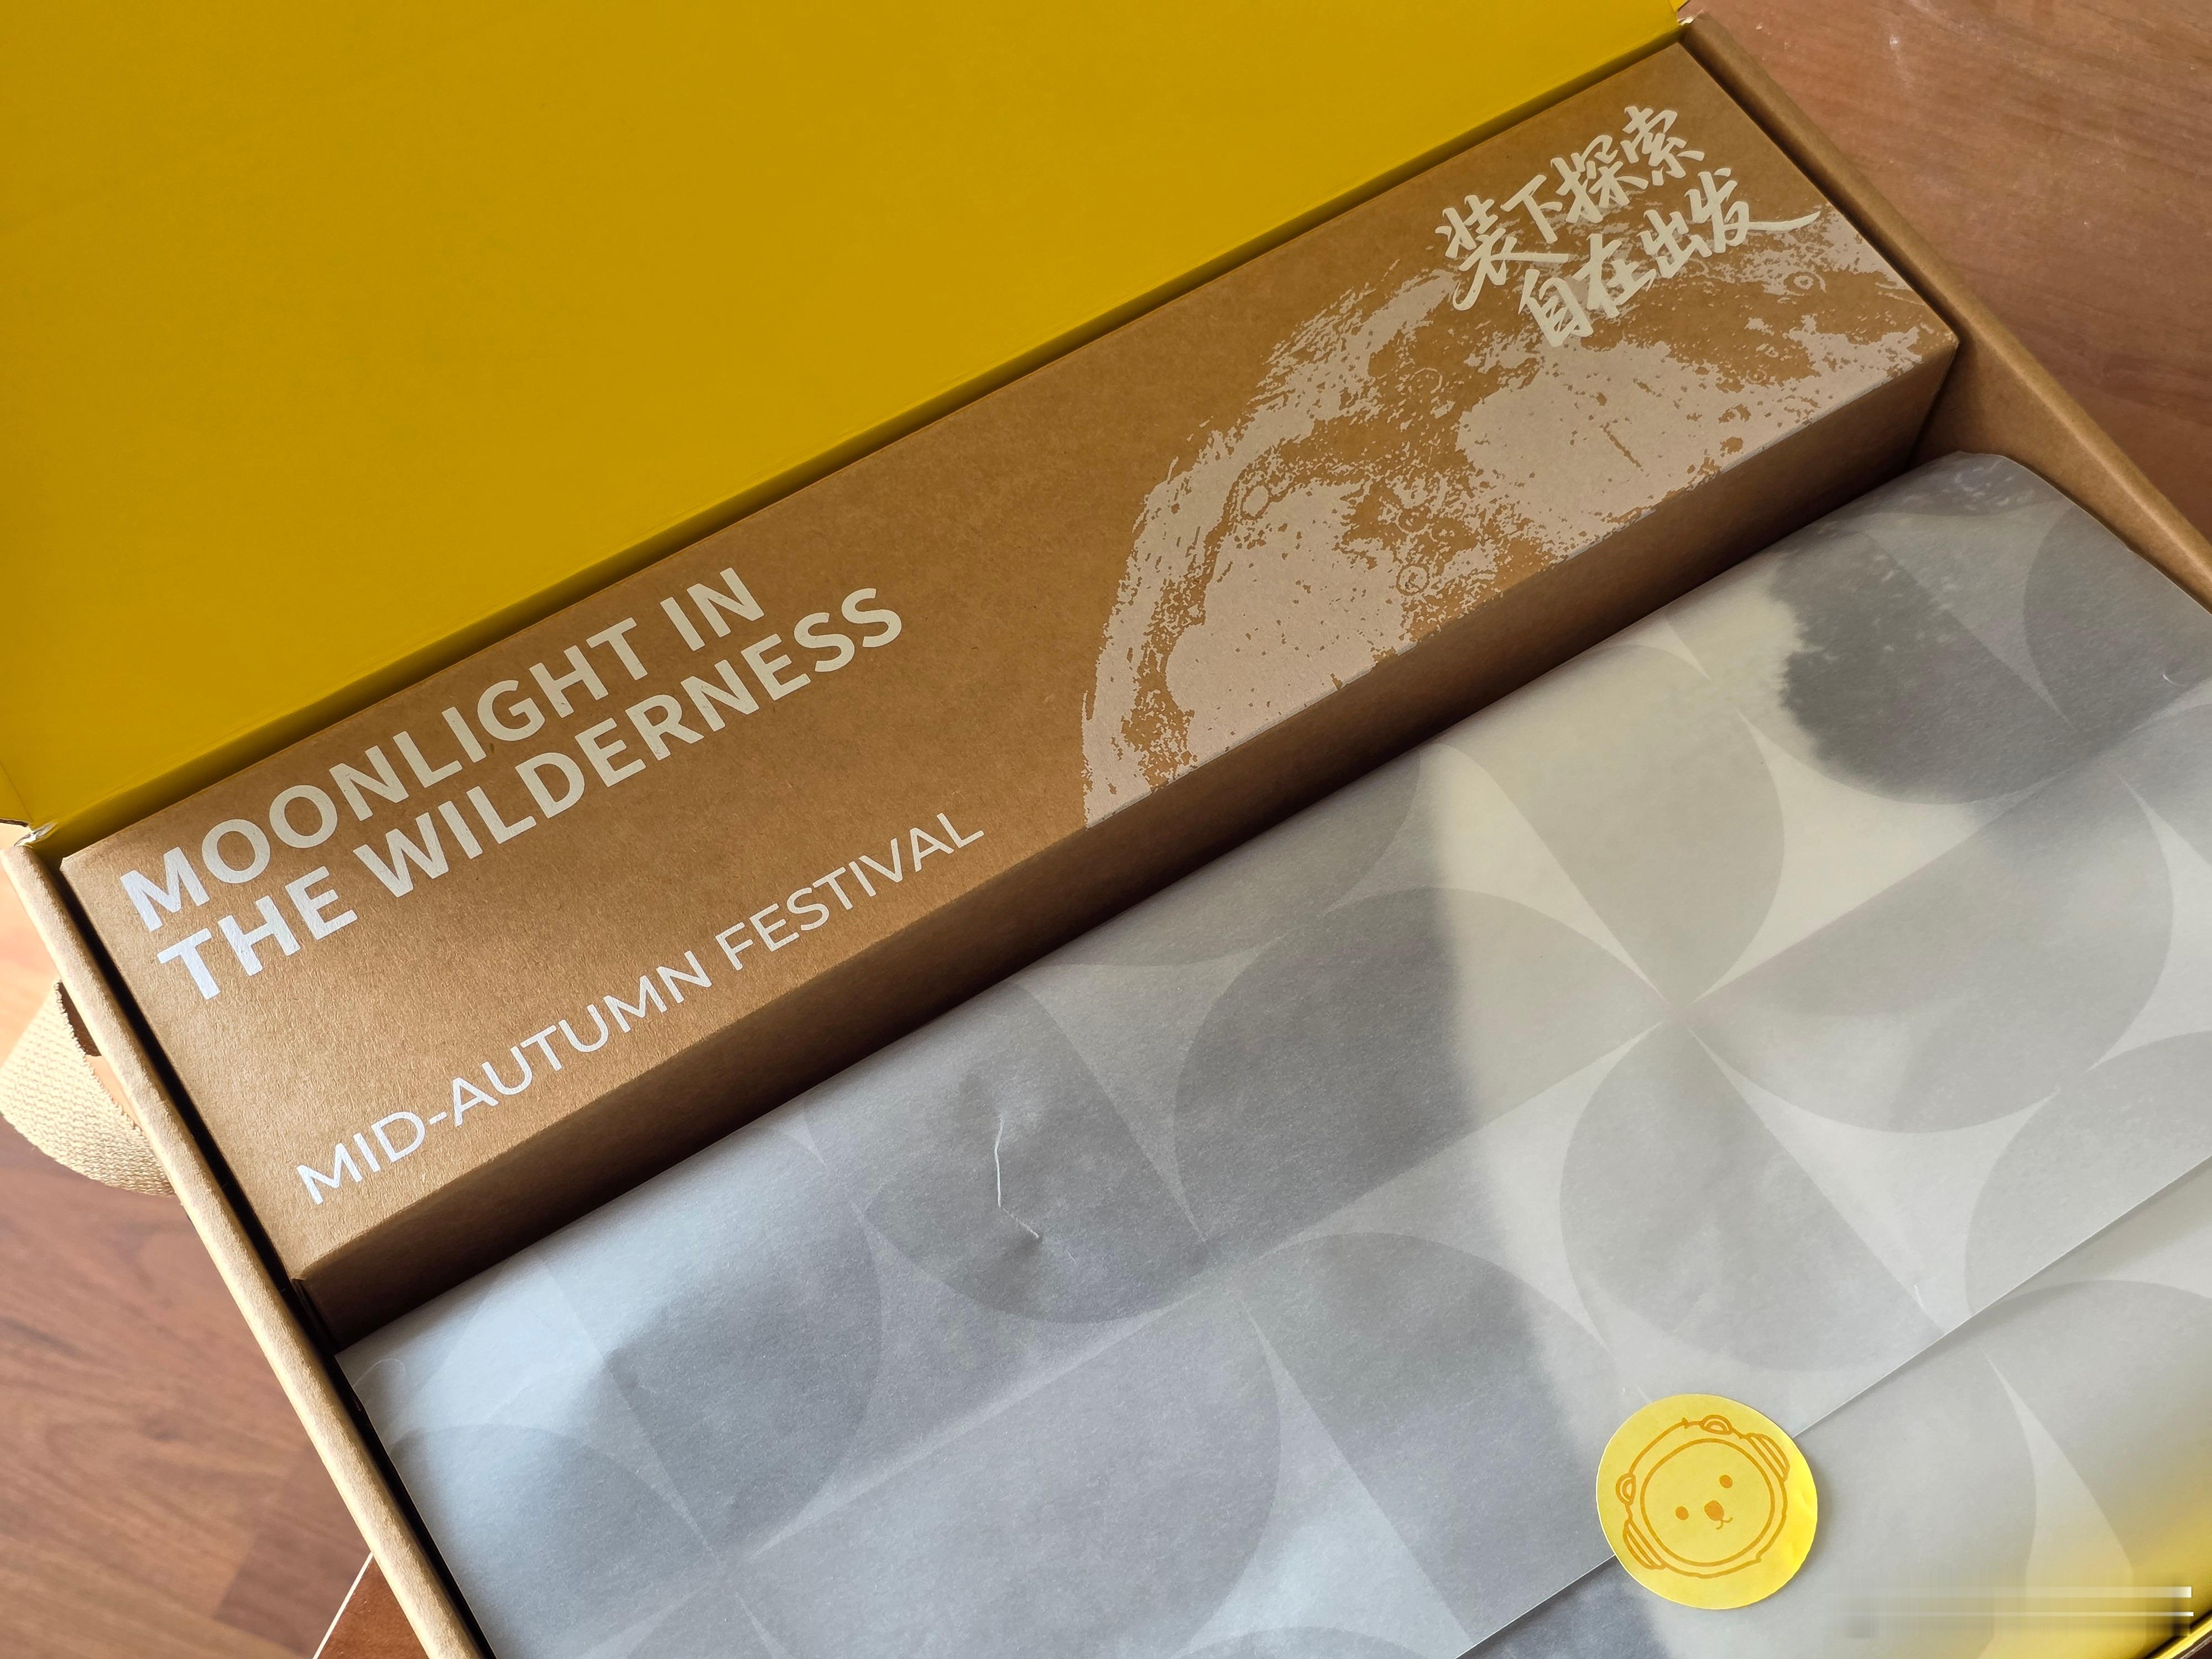 装下探索
自在出发
MOONLIGHT IN
THE WILDERNESS
MID-AUTUMN FESTIVAL